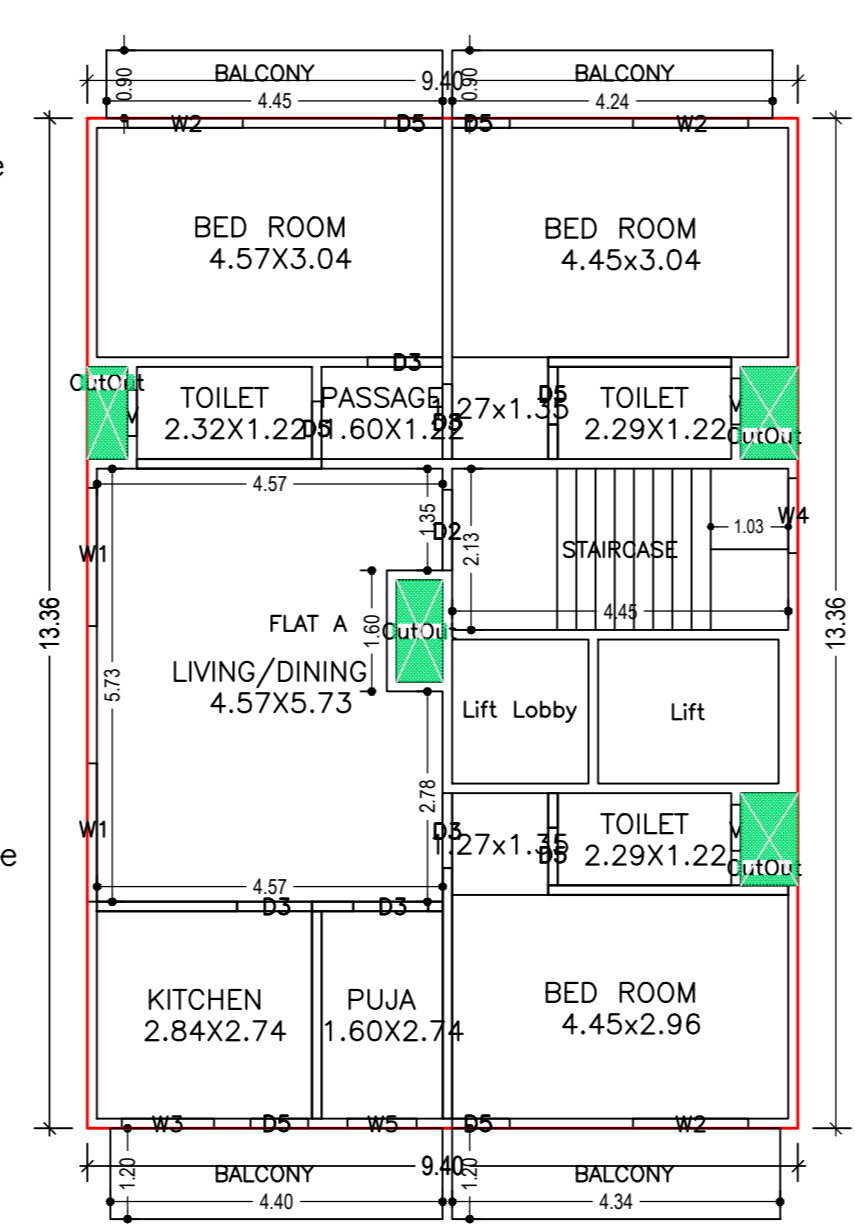 BALCONY
BALCONY
0.90
9.40
0.90
4.45
4.24
W2
D5
D5
W2
e
BED ROOM
4.57X3.04
BED ROOM
4.45x3.04
D3
CutOut
TOILET
2.32X1.22
V
D5
PASSAGE
1.60X1.22
D3
1.27x1.35
D5
TOILET
2.29X1.22
V
CutOut
4.57
1.35
D2
2.13
STAIRCASE
1.03
W4
4.45
W1
13.36
13.36
FLAT A
1.60
CutOut
LIVING/DINING
4.57X5.73
5.73
Lift Lobby
Lift
2.78
W1
D3
1.27x1.35
D5
TOILET
2.29X1.22
V
CutOut
e
4.57
D3
D3
KITCHEN
2.84X2.74
PUJA
1.60X2.74
BED ROOM
4.45x2.96
W3
D5
W5
D5
W2
1.20
BALCONY
9.40
1.20
BALCONY
4.40
4.34